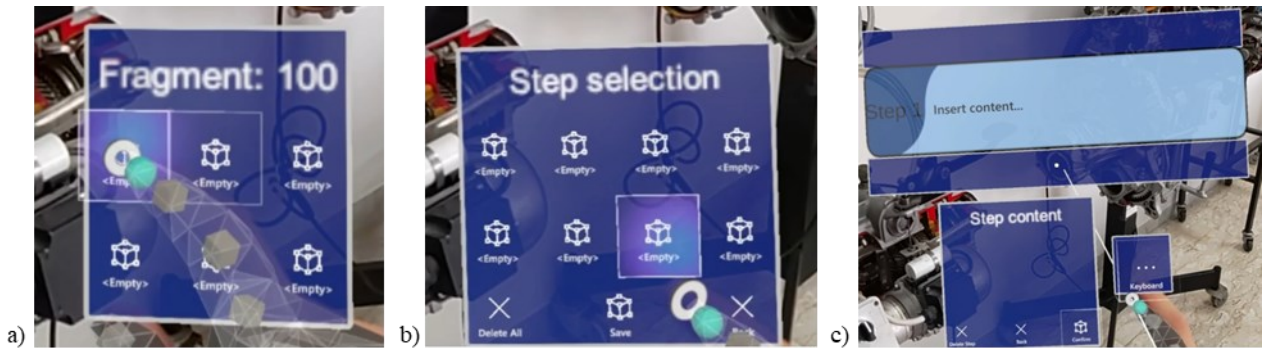 Fragment: 100
<Empty> <Empty>
<Empty> <Empty> <Empty>
a)
Step selection
<Empty> <Empty> <Empty> <Empty>
<Empty> <Empty> <Empty> <Empty>
Delete All Save Back
b)
Step 1 Insert content...
Step content
Keyboard
Delete Step Back Confirm
c)